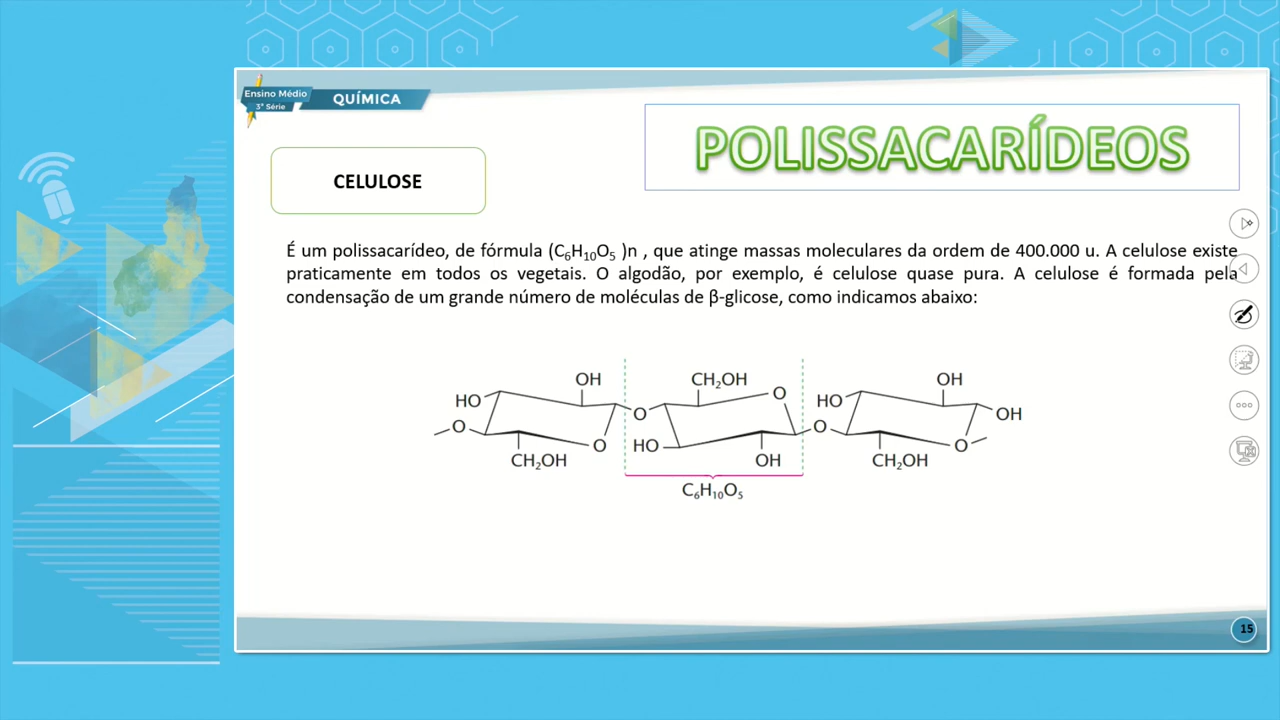 Ensino Médio
3ª Série
QUÍMICA
POLISSACARÍDEOS
CELULOSE
É um polissacarídeo, de fórmula (C₆H₁₀O₅ )n , que atinge massas moleculares da ordem de 400.000 u. A celulose existe
praticamente em todos os vegetais. O algodão, por exemplo, é celulose quase pura. A celulose é formada pela
condensação de um grande número de moléculas de β-glicose, como indicamos abaixo:
OH CH₂OH OH
HO O O HO O OH
O O HO O
CH₂OH OH CH₂OH
C₆H₁₀O₅
15